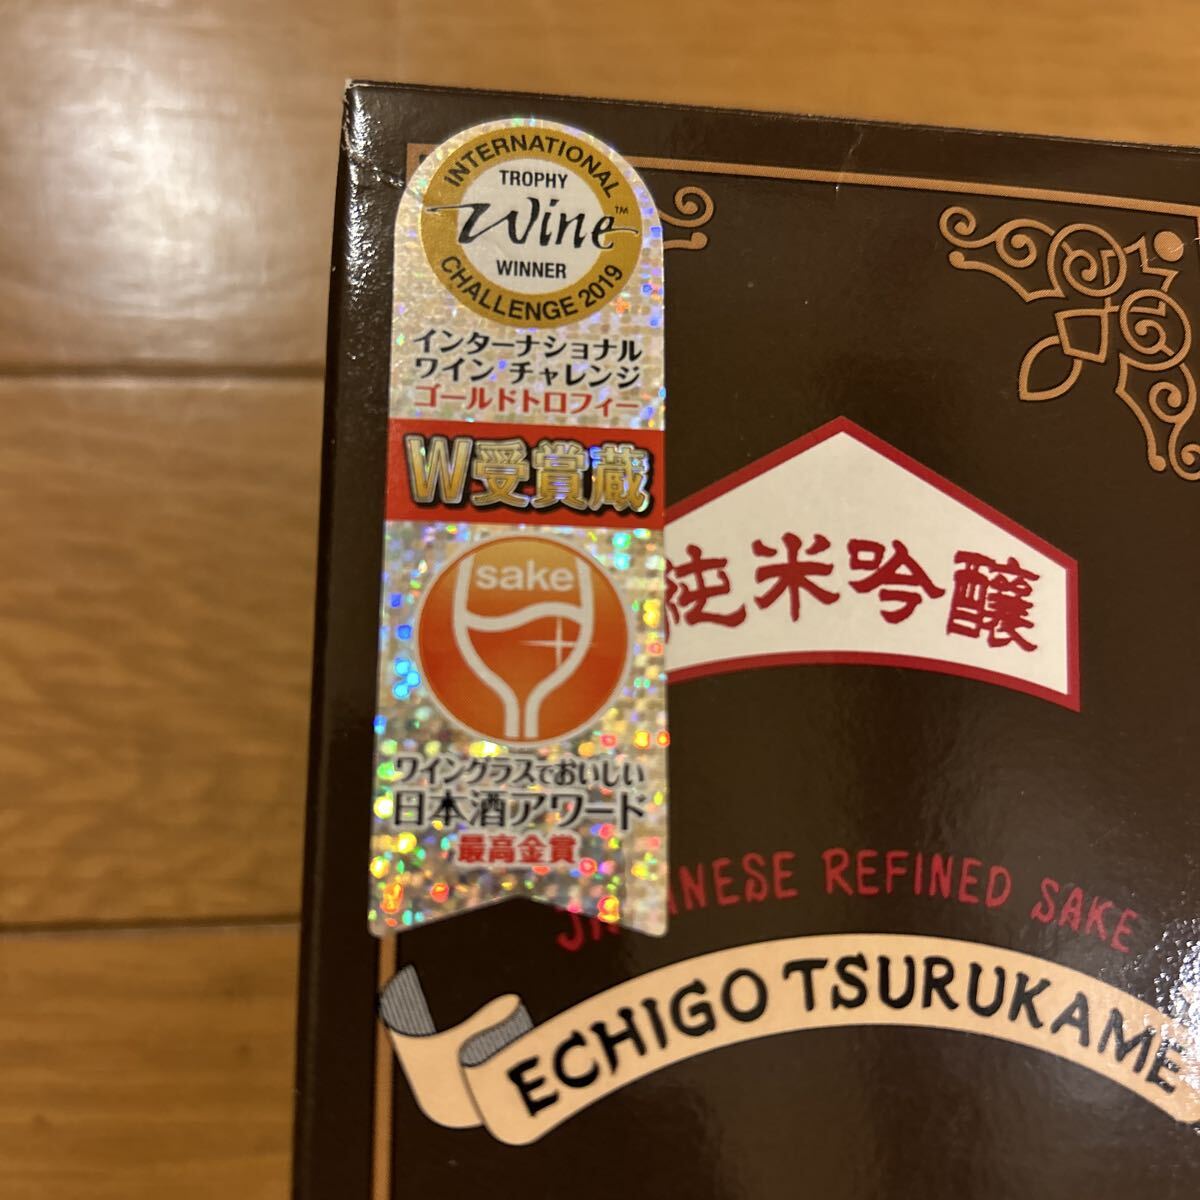 INTERNATIONAL
TROPHY
Wine™
WINNER
CHALLENGE 2019
インターナショナル
ワイン チャレンジ
ゴールドトロフィー
W受賞蔵
sake
ワイングラスでおいしい
日本酒アワード
最高金賞
純米吟醸
JAPANESE REFINED SAKE
ECHIGO TSURUKAME